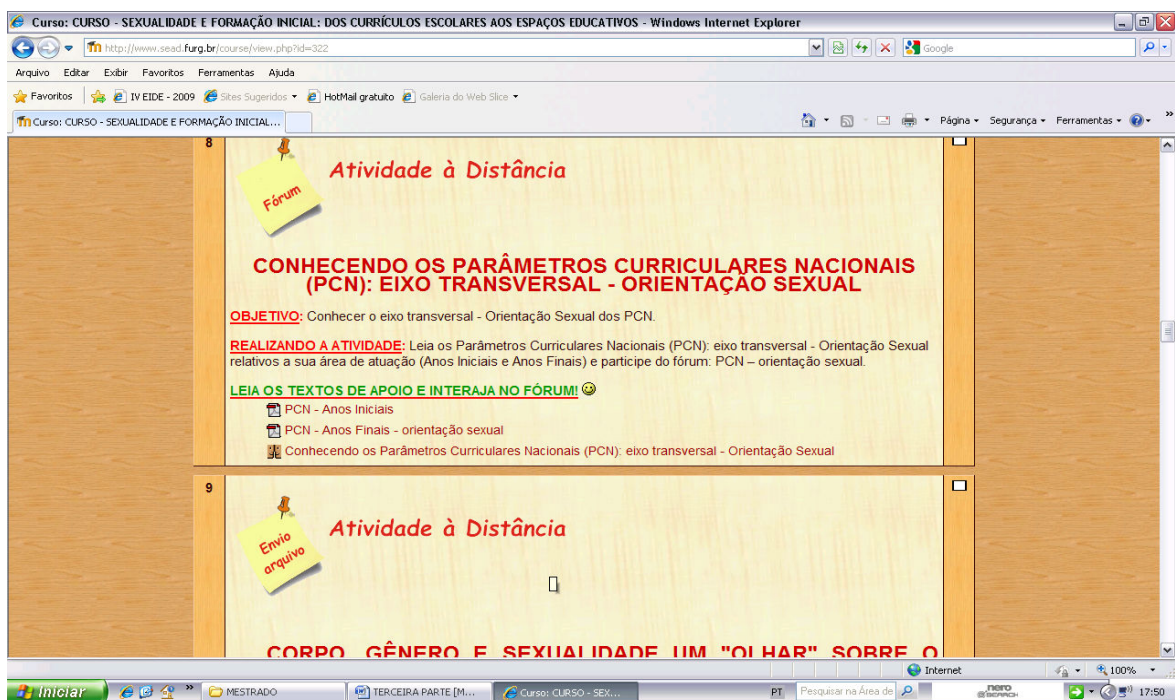 Curso: CURSO - SEXUALIDADE E FORMAÇÃO INICIAL: DOS CURRÍCULOS ESCOLARES AOS ESPAÇOS EDUCATIVOS - Windows Internet Explorer
http://www.sead.furg.br/course/view.php?id=322
Google
Arquivo Editar Exibir Favoritos Ferramentas Ajuda
Favoritos IV EIDE - 2009 Sites Sugeridos HotMail gratuito Galeria do Web Slice
Curso: CURSO - SEXUALIDADE E FORMAÇÃO INICIAL... Página Segurança Ferramentas
8
Fórum
Atividade à Distância
CONHECENDO OS PARÂMETROS CURRICULARES NACIONAIS
(PCN): EIXO TRANSVERSAL - ORIENTAÇÃO SEXUAL
OBJETIVO: Conhecer o eixo transversal - Orientação Sexual dos PCN.
REALIZANDO A ATIVIDADE: Leia os Parâmetros Curriculares Nacionais (PCN): eixo transversal - Orientação Sexual
relativos a sua área de atuação (Anos Iniciais e Anos Finais) e participe do fórum: PCN – orientação sexual.
LEIA OS TEXTOS DE APOIO E INTERAJA NO FÓRUM!
PCN - Anos Iniciais
PCN - Anos Finais - orientação sexual
Conhecendo os Parâmetros Curriculares Nacionais (PCN): eixo transversal - Orientação Sexual
9
Envio
arquivo
Atividade à Distância
CORPO, GÊNERO E SEXUALIDADE UM "OLHAR" SOBRE O
Internet 100%
Iniciar MESTRADO TERCEIRA PARTE [M... Curso: CURSO - SEX... PT Pesquisar na Área de nero SEARCH 17:50